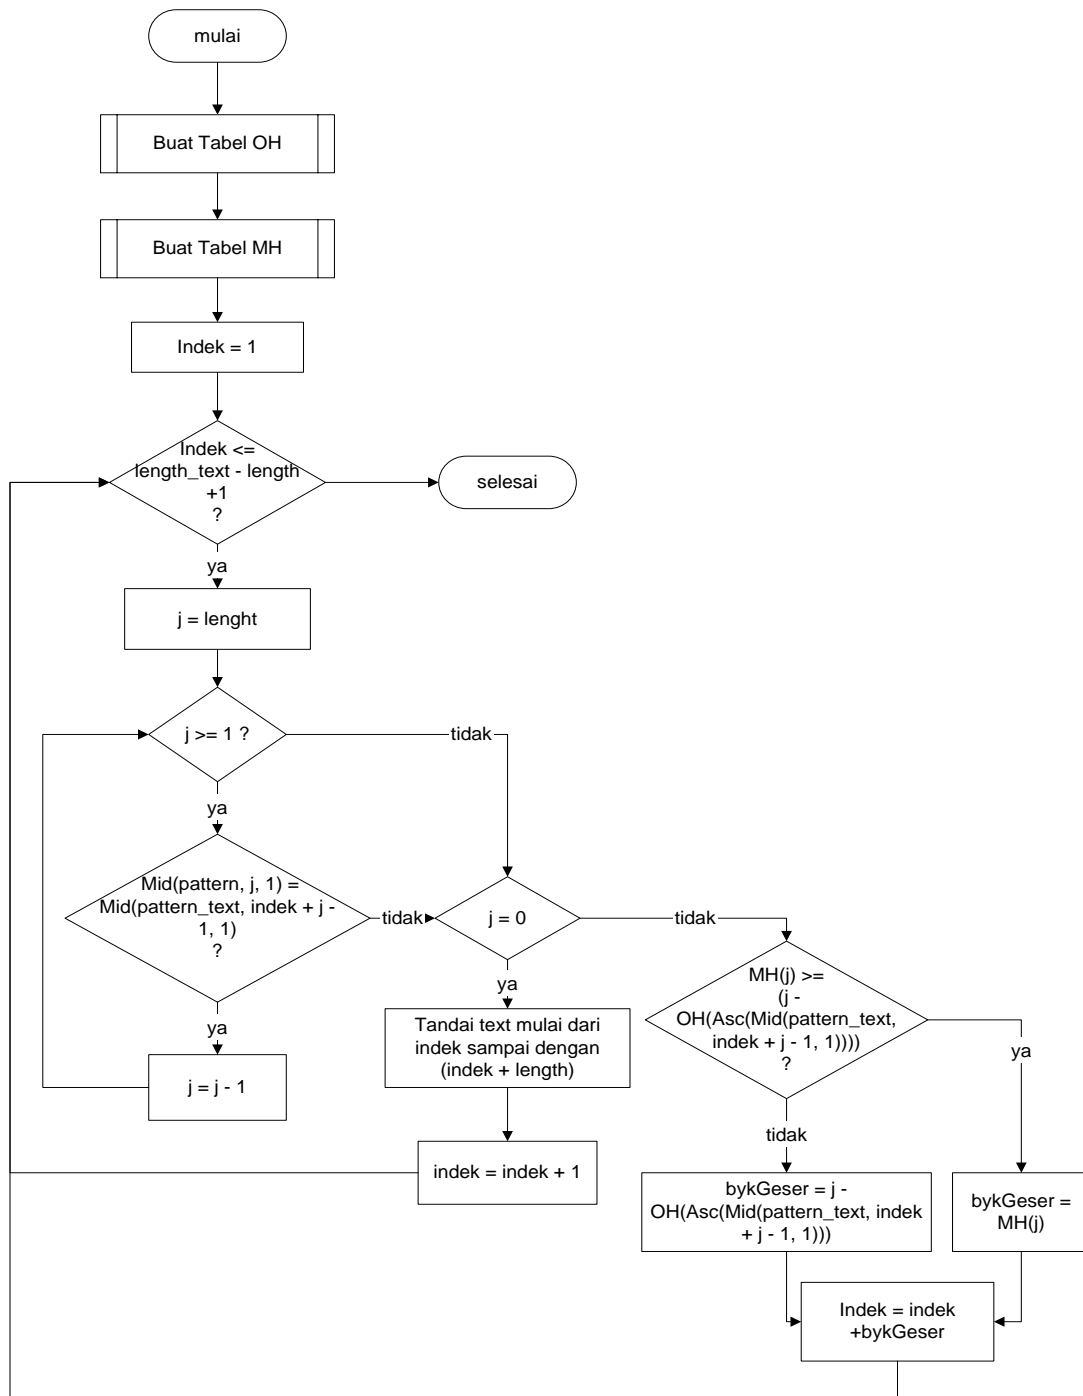 mulai
Buat Tabel OH
Buat Tabel MH
Indek = 1
Indek <=
length_text - length
+1
?
selesai
ya
j = lenght
j >= 1 ?
tidak
ya
Mid(pattern, j, 1) =
Mid(pattern_text, indek + j -
1, 1)
?
tidak
j = 0
tidak
ya
j = j - 1
ya
Tandai text mulai dari
indek sampai dengan
(indek + length)
indek = indek + 1
MH(j) >=
(j -
OH(Asc(Mid(pattern_text,
indek + j - 1, 1))))
?
ya
tidak
bykGeser = j -
OH(Asc(Mid(pattern_text, indek
+ j - 1, 1)))
bykGeser =
MH(j)
Indek = indek
+bykGeser